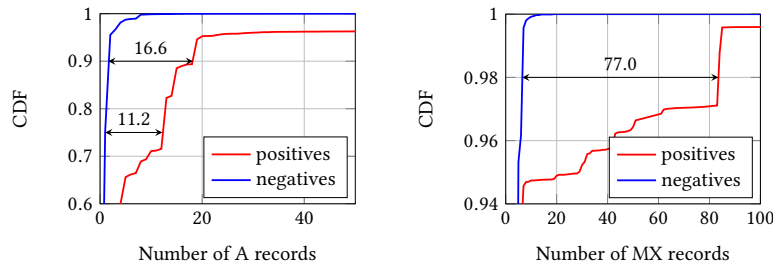 1
0.9
0.8
0.7
0.6
0
20
40
CDF
Number of A records
16.6
11.2
positives
negatives
1
0.98
0.96
0.94
0
20
40
60
80
100
CDF
Number of MX records
77.0
positives
negatives